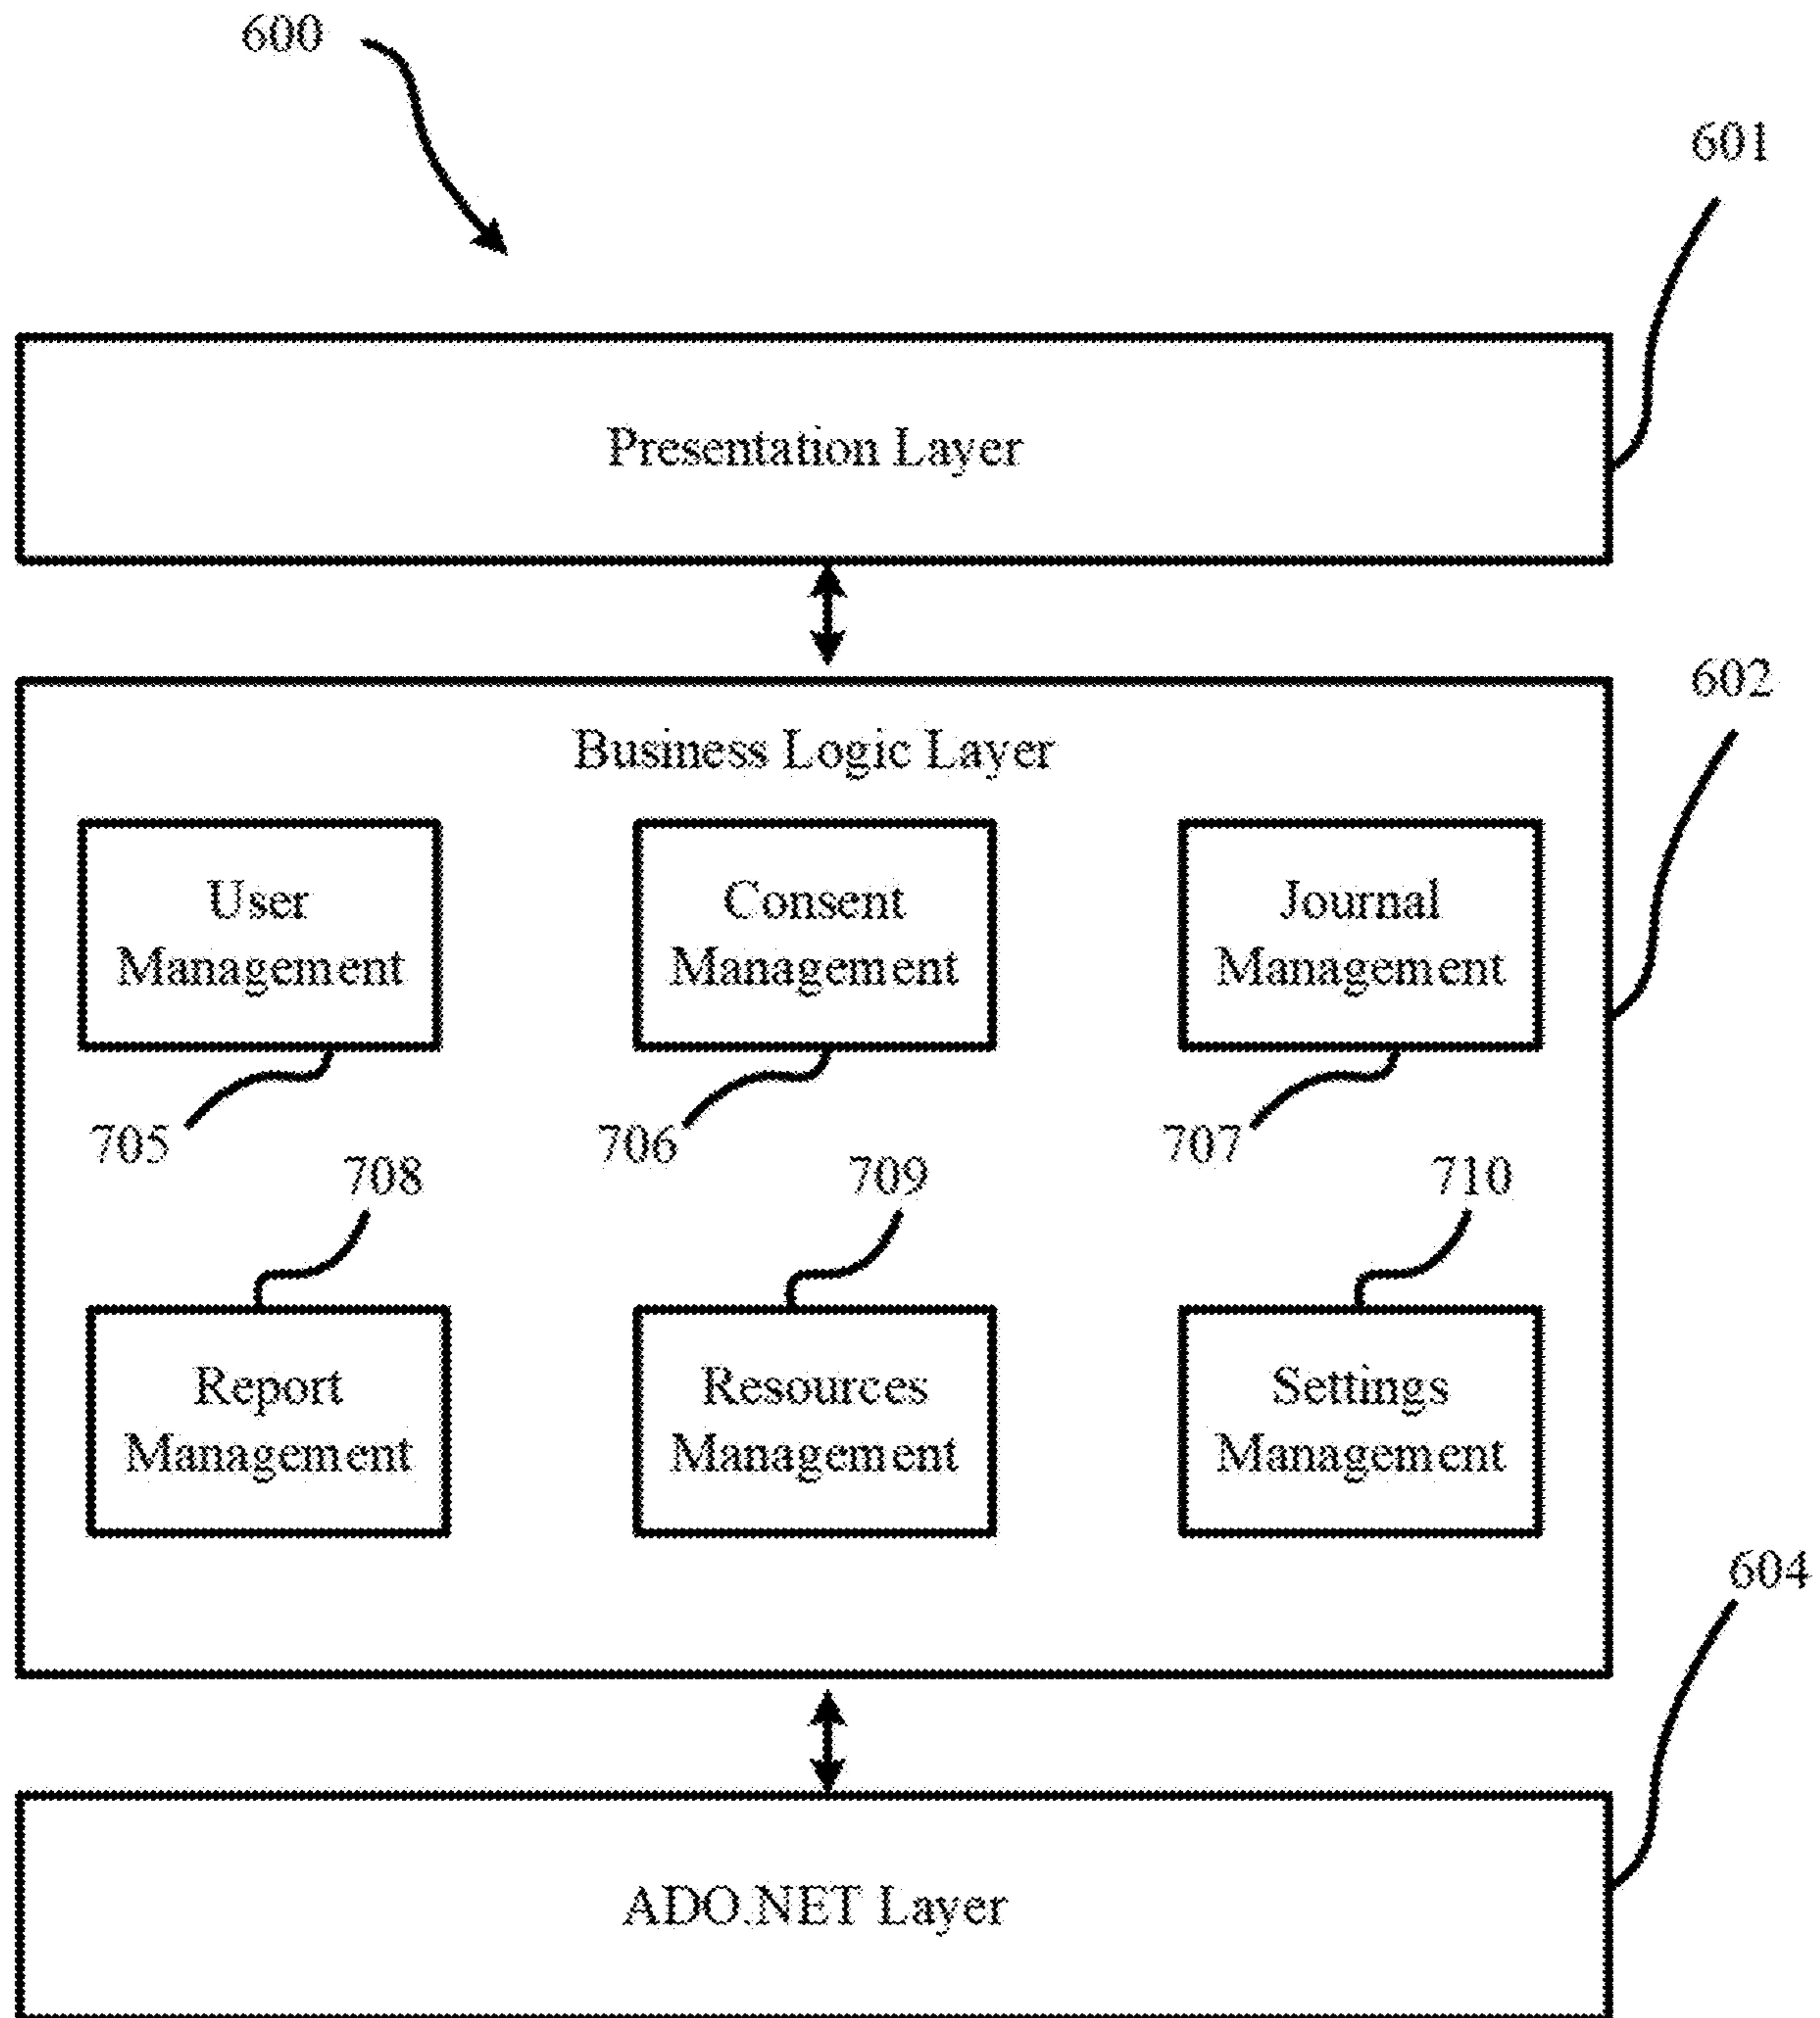 600
601
Presentation Layer
602
Business Logic Layer
User
Management
Consent
Management
Journal
Management
705
706
707
708
709
710
Report
Management
Resources
Management
Settings
Management
604
ADO.NET Layer